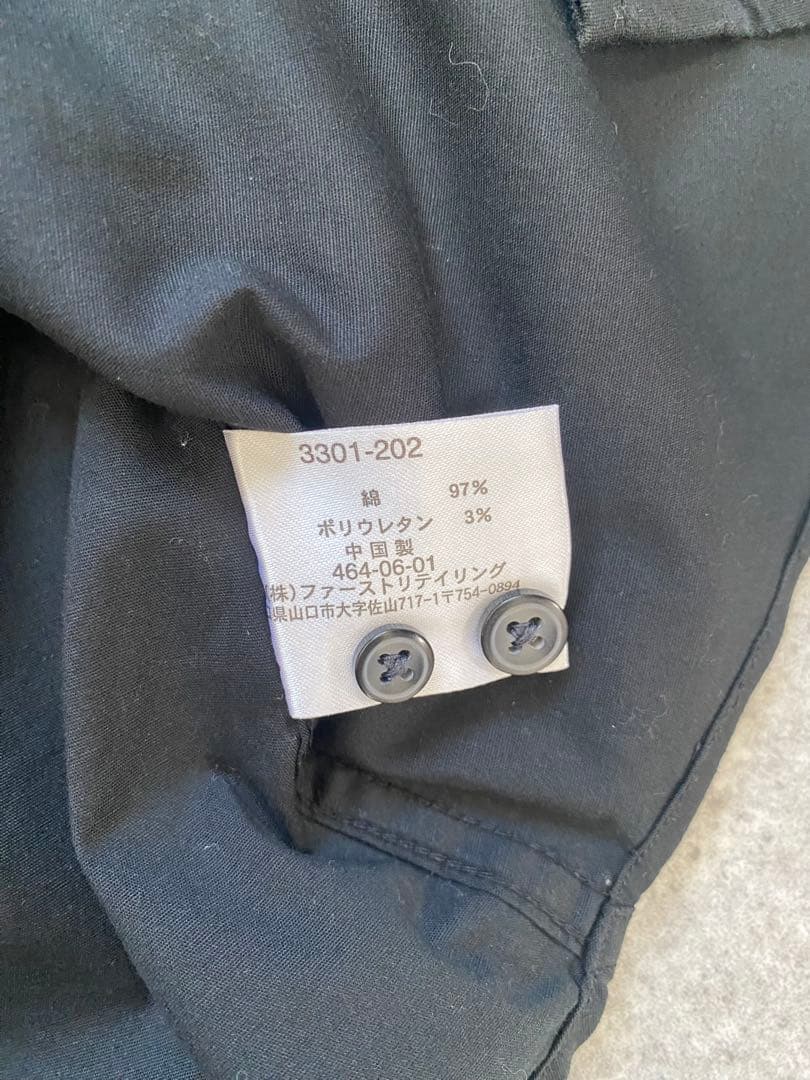 3301-202
綿 97%
ポリウレタン 3%
中国製
464-06-01
(株)ファーストリテイリング
県山口市大字佐山717-1〒754-0894